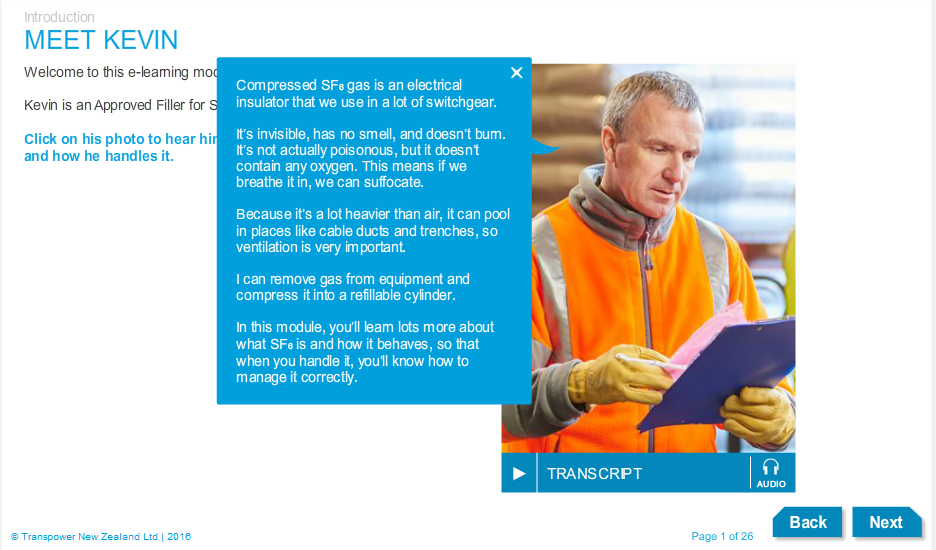 Introduction
MEET KEVIN
Welcome to this e-learning mod
Kevin is an Approved Filler for S
Click on his photo to hear him
and how he handles it.
Compressed SF₆ gas is an electrical
insulator that we use in a lot of switchgear.
It's invisible, has no smell, and doesn't burn.
It's not actually poisonous, but it doesn't
contain any oxygen. This means if we
breathe it in, we can suffocate.
Because it's a lot heavier than air, it can pool
in places like cable ducts and trenches, so
ventilation is very important.
I can remove gas from equipment and
compress it into a refillable cylinder.
In this module, you'll learn lots more about
what SF₆ is and how it behaves, so that
when you handle it, you'll know how to
manage it correctly.
TRANSCRIPT
AUDIO
© Transpower New Zealand Ltd | 2016
Page 1 of 26
Back
Next